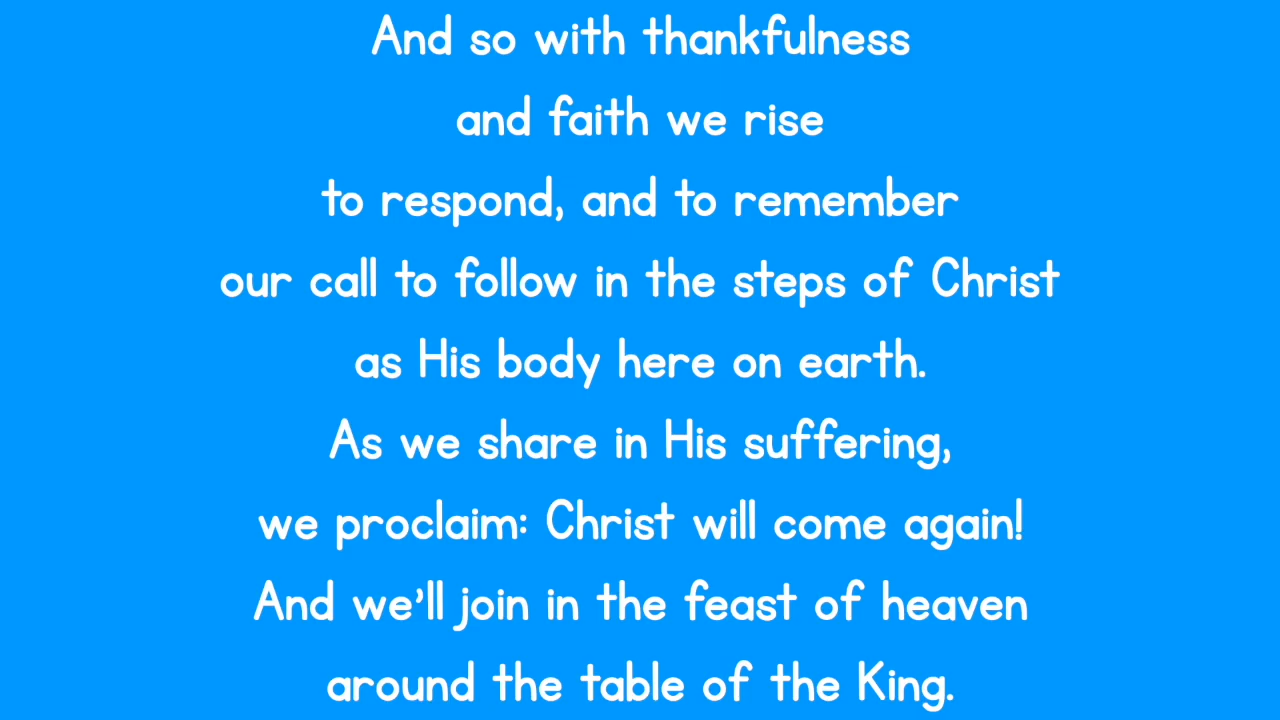 And so with thankfulness
and faith we rise
to respond, and to remember
our call to follow in the steps of Christ
as His body here on earth.
As we share in His suffering,
we proclaim: Christ will come again!
And we’ll join in the feast of heaven
around the table of the King.